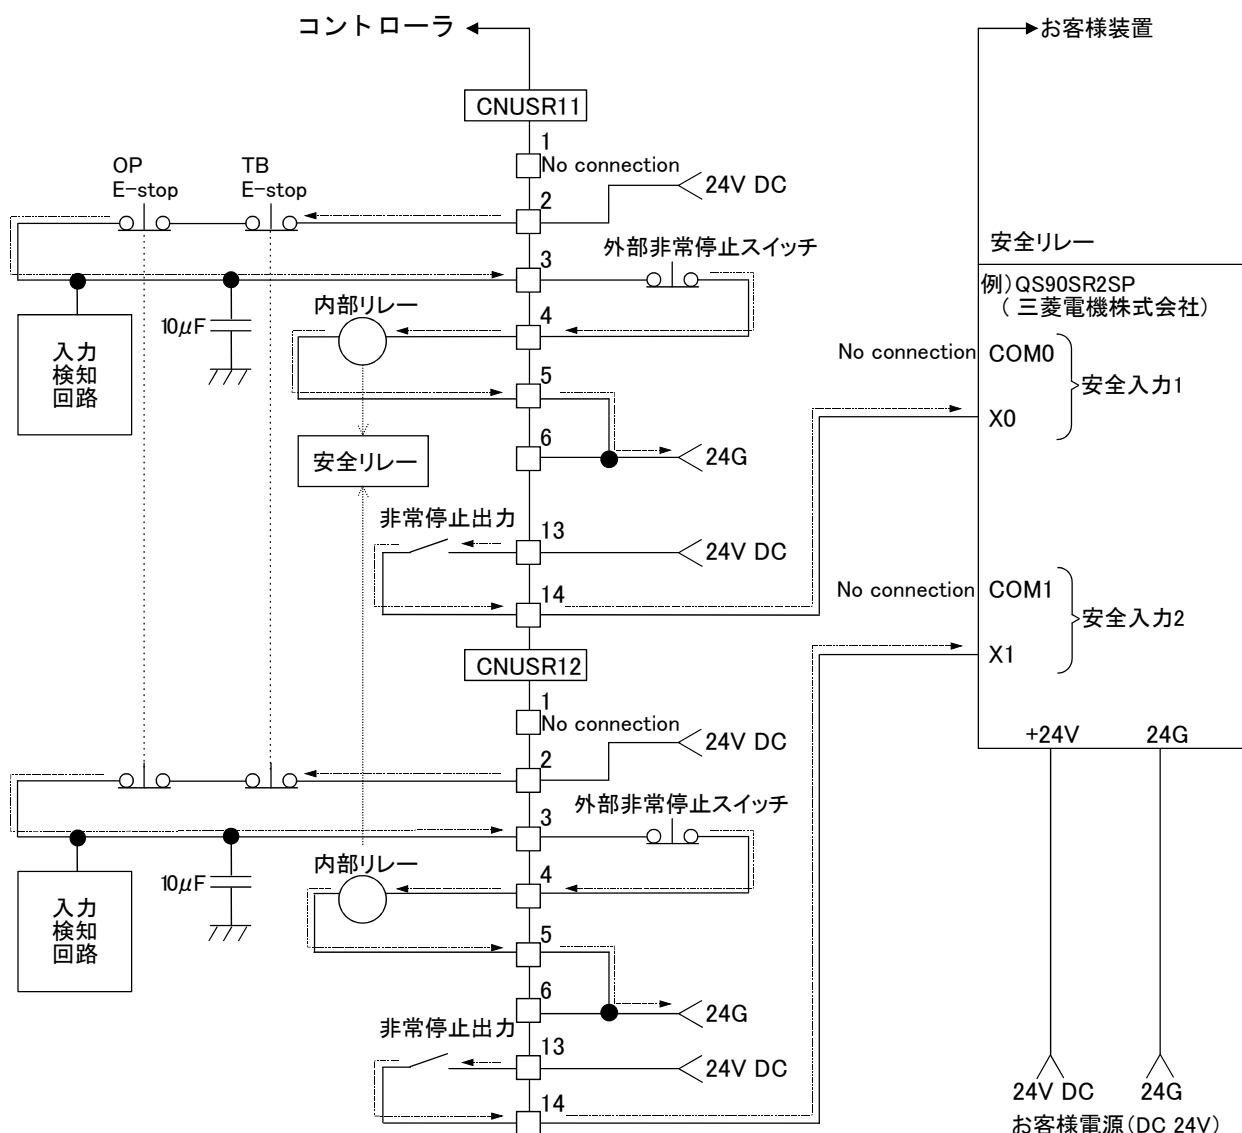 コントローラ
お客様装置
CNUSR11
1
No connection
OP
E-stop
TB
E-stop
24V DC
2
外部非常停止スイッチ
3
安全リレー
例)QS90SR2SP
(三菱電機株式会社)
内部リレー
10μF
4
入力
検知
回路
No connection
COM0
安全入力1
X0
5
6
安全リレー
24G
非常停止出力
13
24V DC
14
No connection
COM1
安全入力2
X1
CNUSR12
1
No connection
24V DC
2
+24V
24G
外部非常停止スイッチ
3
内部リレー
10μF
4
入力
検知
回路
5
6
24G
非常停止出力
13
24V DC
14
24V DC
24G
お客様電源(DC 24V)